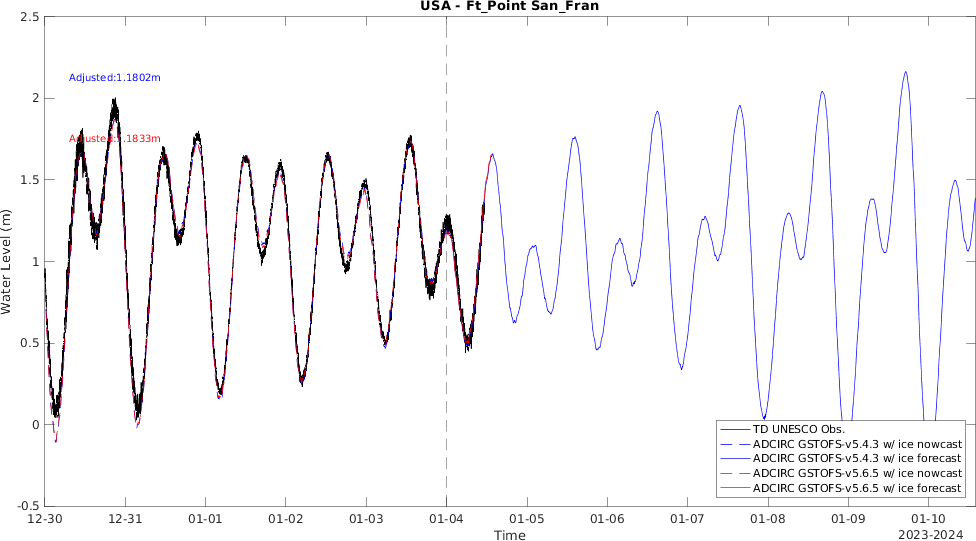 USA - Ft_Point San_Fran
Water Level (m)
2.5
2
1.5
1
0.5
0
-0.5
Adjusted:1.1802m
Adjusted:1.1833m
TD UNESCO Obs.
ADCIRC GSTOFS-v5.4.3 w/ ice nowcast
ADCIRC GSTOFS-v5.4.3 w/ ice forecast
ADCIRC GSTOFS-v5.6.5 w/ ice nowcast
ADCIRC GSTOFS-v5.6.5 w/ ice forecast
12-30 12-31 01-01 01-02 01-03 01-04 01-05 01-06 01-07 01-08 01-09 01-10
Time
2023-2024